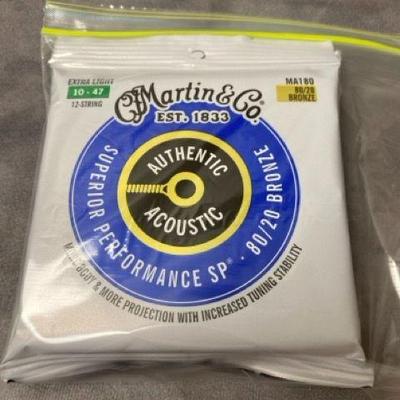 EXTRA LIGHT
10 - 47
12-STRING
MA180
80/20
BRONZE
C.F. Martin & Co.
EST. 1833
AUTHENTIC
ACOUSTIC
SUPERIOR PERFORMANCE SP® · 80/20 BRONZE
& MORE PROJECTION WITH INCREASED TUNING STABILITY